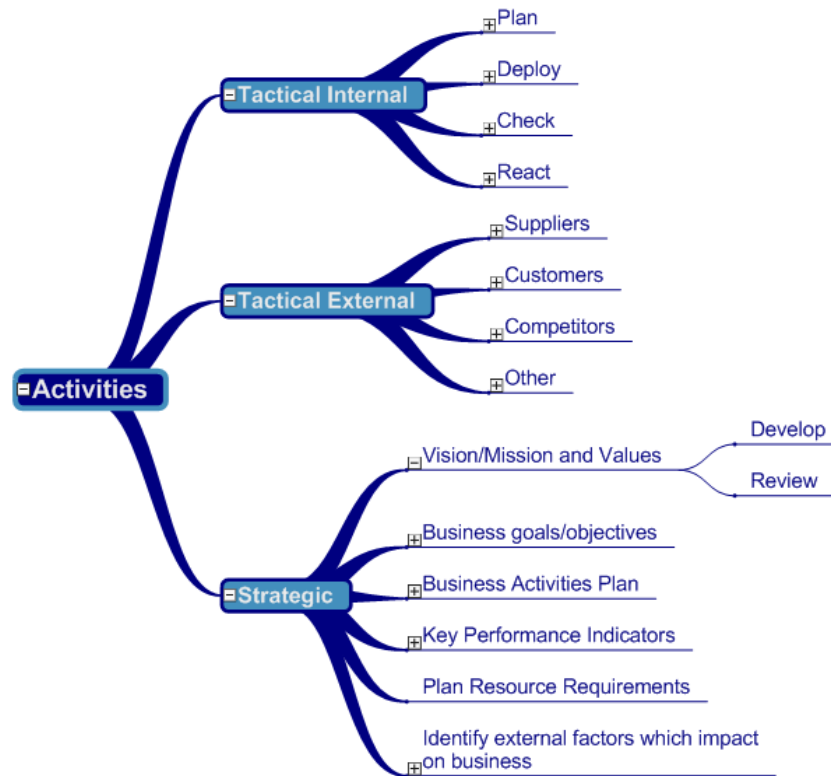 Plan
Deploy
Tactical Internal
Check
React
Suppliers
Customers
Tactical External
Competitors
Other
Activities
Vision/Mission and Values
Develop
Review
Business goals/objectives
Business Activities Plan
Strategic
Key Performance Indicators
Plan Resource Requirements
Identify external factors which impact
on business